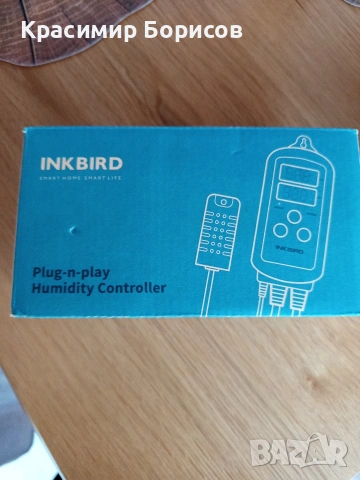 Красимир Борисов
INKBIRD
SMART HOME SMART LIFE
INKBIRD
Plug-n-play
Humidity Controller
bazar